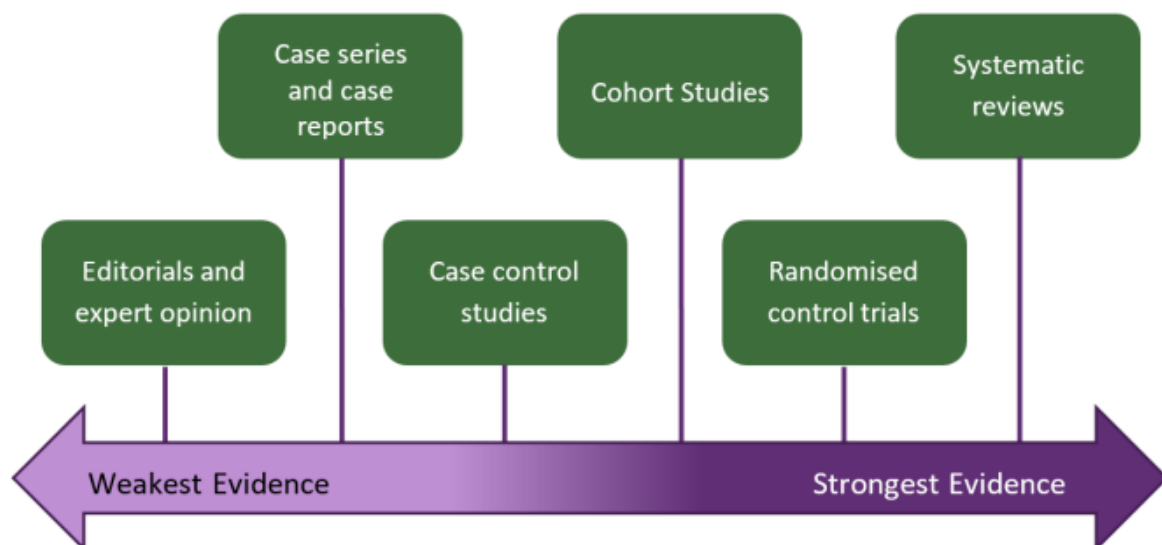 Case series
and case
reports
Cohort Studies
Systematic
reviews
Editorials and
expert opinion
Case control
studies
Randomised
control trials
Weakest Evidence
Strongest Evidence